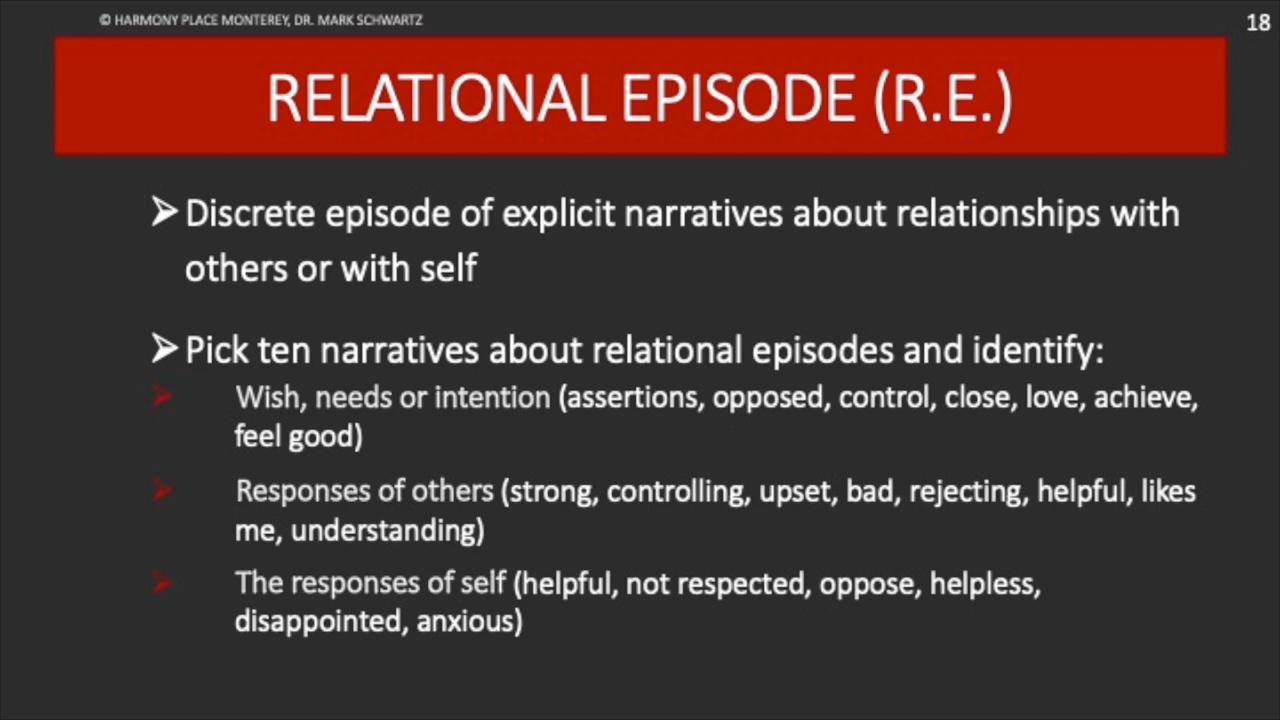 © HARMONY PLACE MONTEREY, DR. MARK SCHWARTZ
18
RELATIONAL EPISODE (R.E.)
➢Discrete episode of explicit narratives about relationships with
others or with self
➢Pick ten narratives about relational episodes and identify:
➢ Wish, needs or intention (assertions, opposed, control, close, love, achieve,
feel good)
➢ Responses of others (strong, controlling, upset, bad, rejecting, helpful, likes
me, understanding)
➢ The responses of self (helpful, not respected, oppose, helpless,
disappointed, anxious)